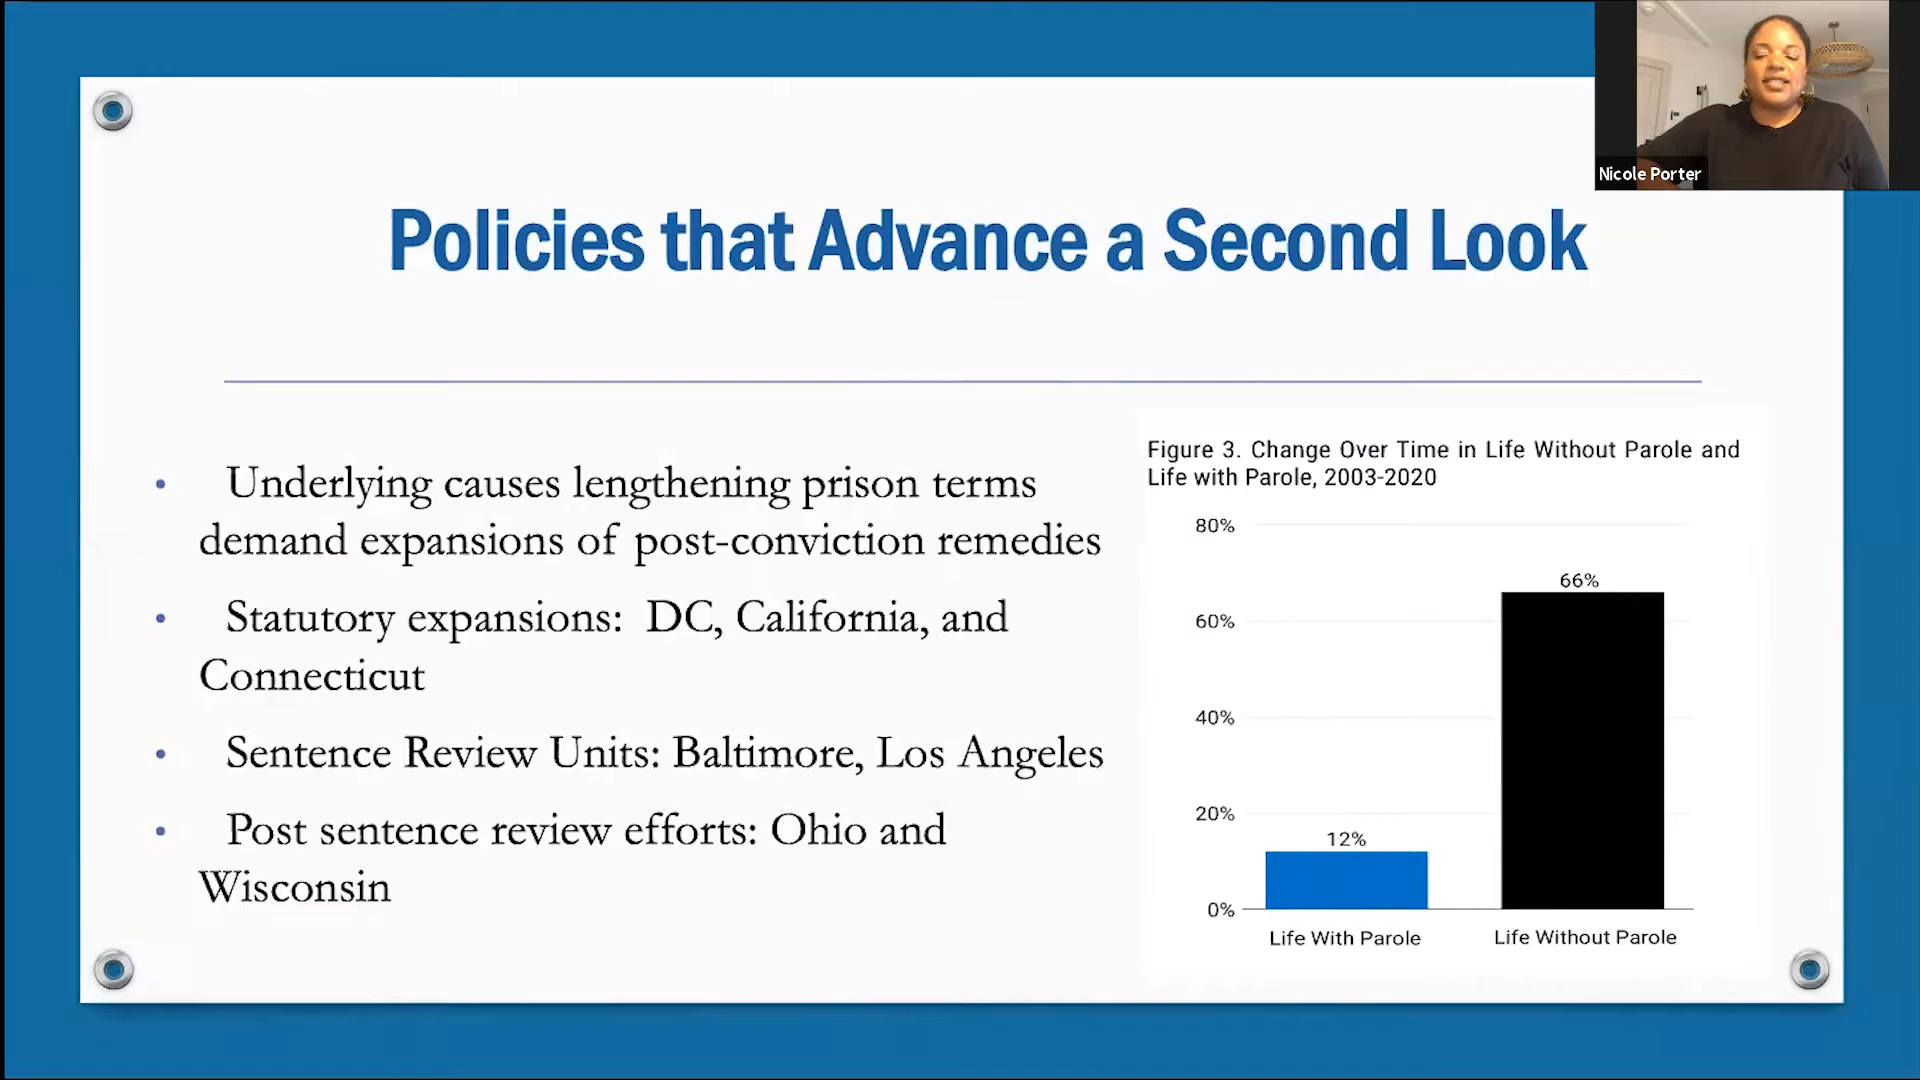 Nicole Porter
Policies that Advance a Second Look
• Underlying causes lengthening prison terms
demand expansions of post-conviction remedies
• Statutory expansions: DC, California, and
Connecticut
• Sentence Review Units: Baltimore, Los Angeles
• Post sentence review efforts: Ohio and
Wisconsin
Figure 3. Change Over Time in Life Without Parole and
Life with Parole, 2003-2020
80%
66%
60%
40%
20%
12%
0%
Life With Parole
Life Without Parole